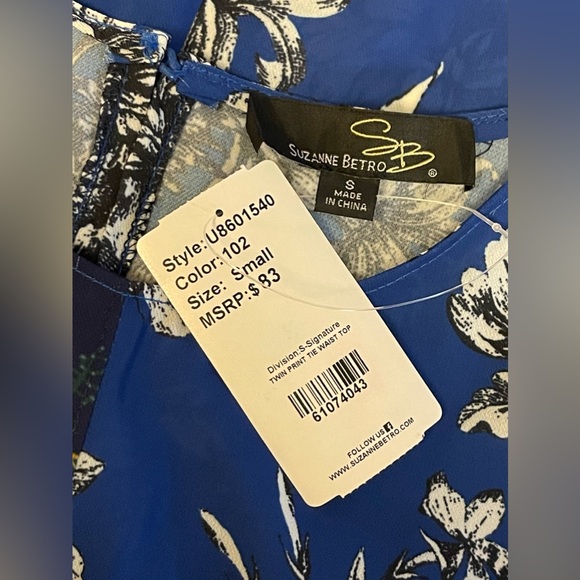 SB
SUZANNE BETRO
®
S
MADE
IN CHINA
Style:U8601540
Color:102
Size: Small
MSRP:$83
Division:S-Signature
TWIN PRINT TIE WAIST TOP
61074043
FOLLOW US f
WWW.SUZANNEBETRO.COM